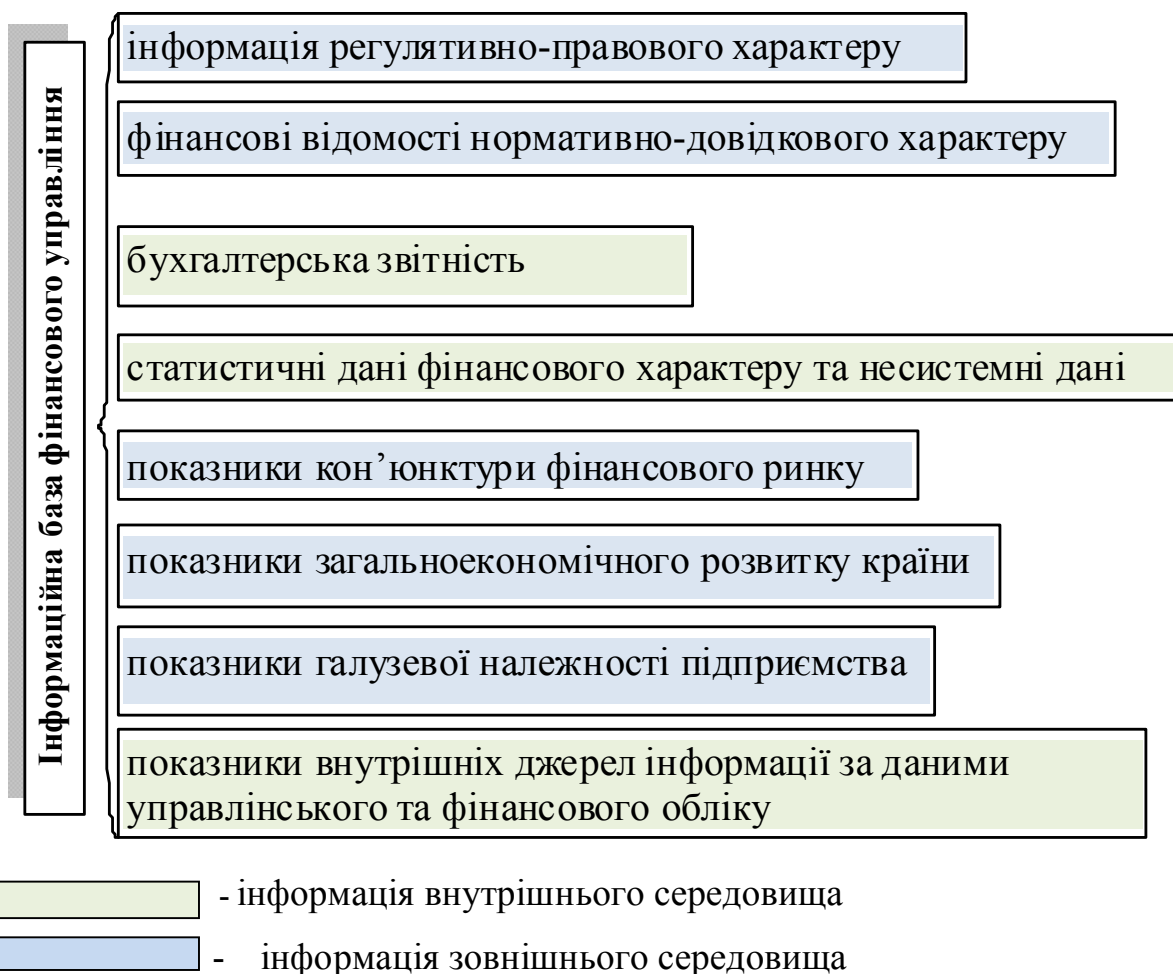 Інформаційна база фінансового управління
інформація регулятивно-правового характеру
фінансові відомості нормативно-довідкового характеру
бухгалтерська звітність
статистичні дані фінансового характеру та несистемні дані
показники кон’юнктури фінансового ринку
показники загальноекономічного розвитку країни
показники галузевої належності підприємства
показники внутрішніх джерел інформації за даними
управлінського та фінансового обліку
- інформація внутрішнього середовища
- інформація зовнішнього середовища